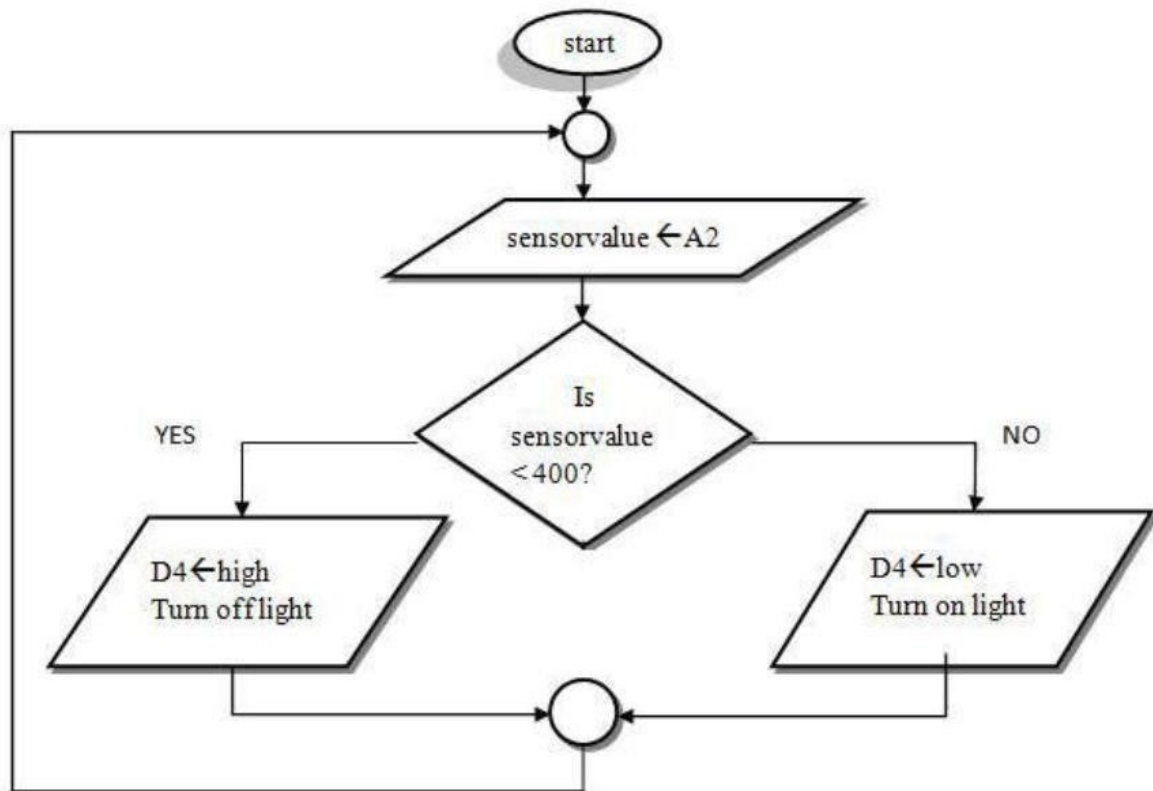 start
sensorvalue ←A2
Is
sensorvalue
<400?
YES
NO
D4←high
Turn off light
D4←low
Turn on light